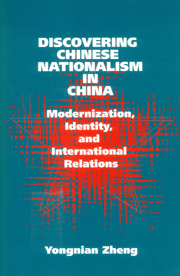 DISCOVERING
CHINESE
NATIONALISM
IN
CHINA
Modernization,
Identity,
and
International
Relations
Yongnian Zheng